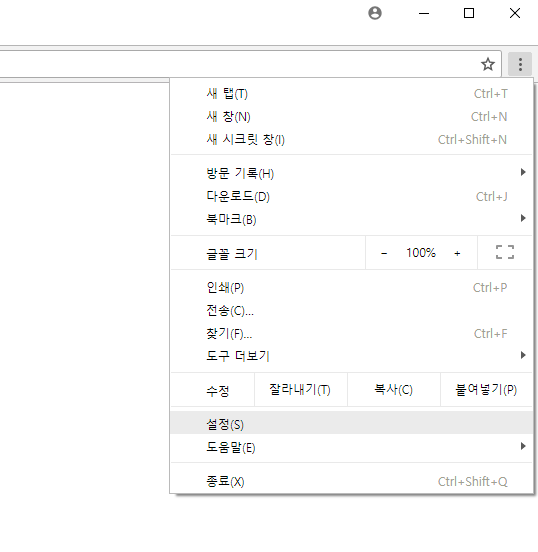 새 탭(T) Ctrl+T
새 창(N) Ctrl+N
새 시크릿 창(I) Ctrl+Shift+N
방문 기록(H)
다운로드(D) Ctrl+J
북마크(B)
글꼴 크기 - 100% +
인쇄(P) Ctrl+P
전송(C)...
찾기(F)... Ctrl+F
도구 더보기
수정 잘라내기(T) 복사(C) 붙여넣기(P)
설정(S)
도움말(E)
종료(X) Ctrl+Shift+Q